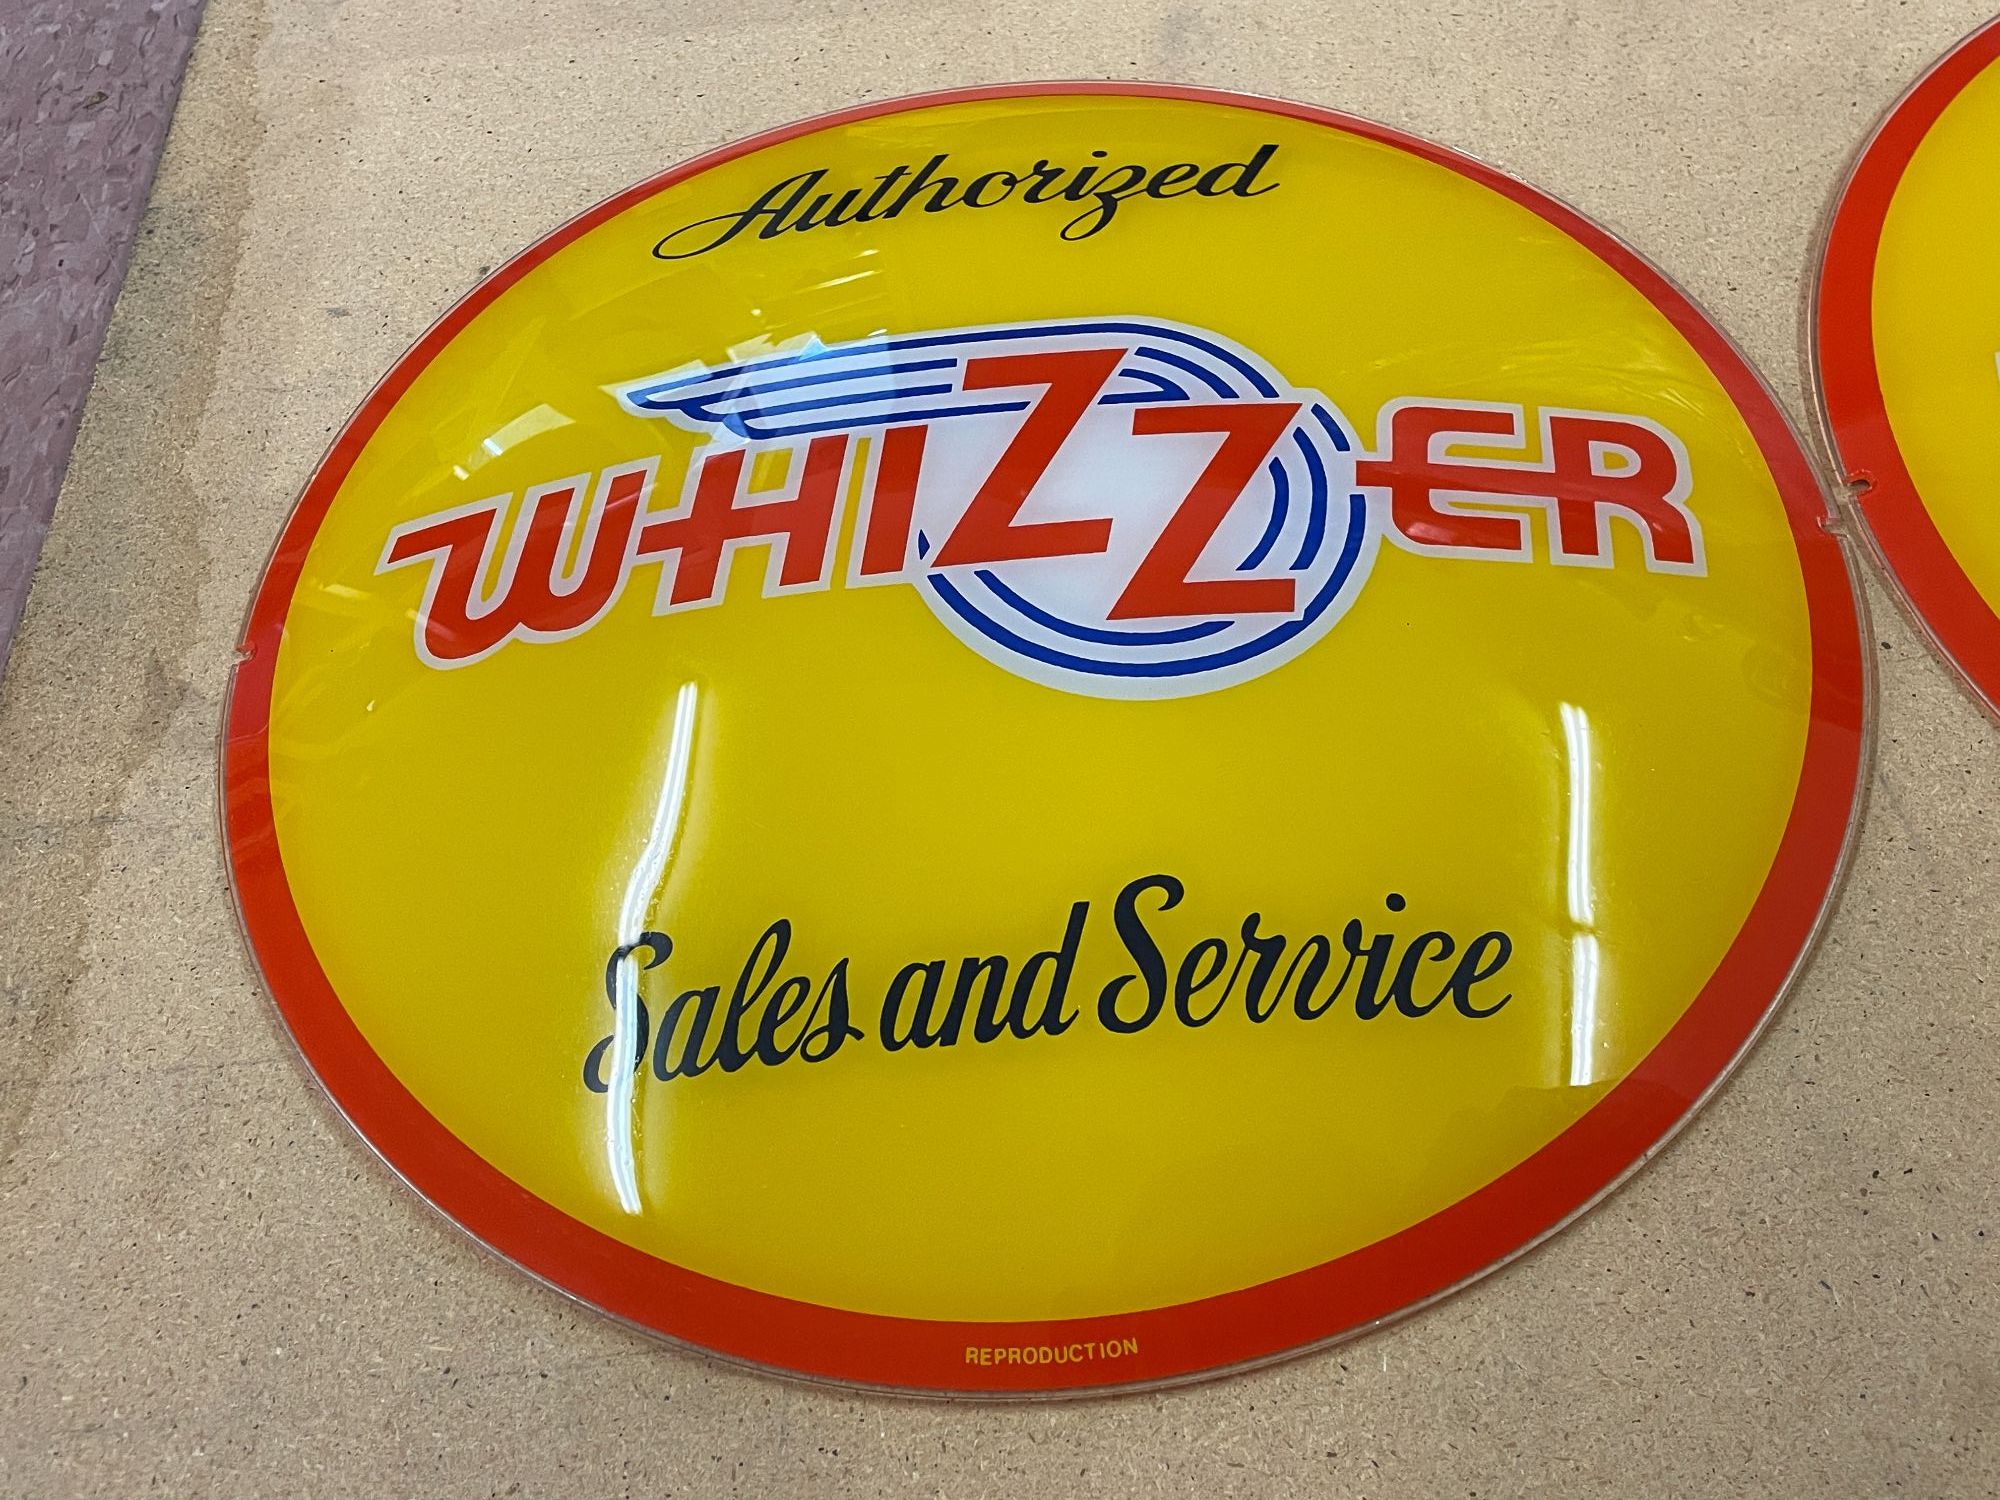 Authorized
WHIZZER
Sales and Service
REPRODUCTION